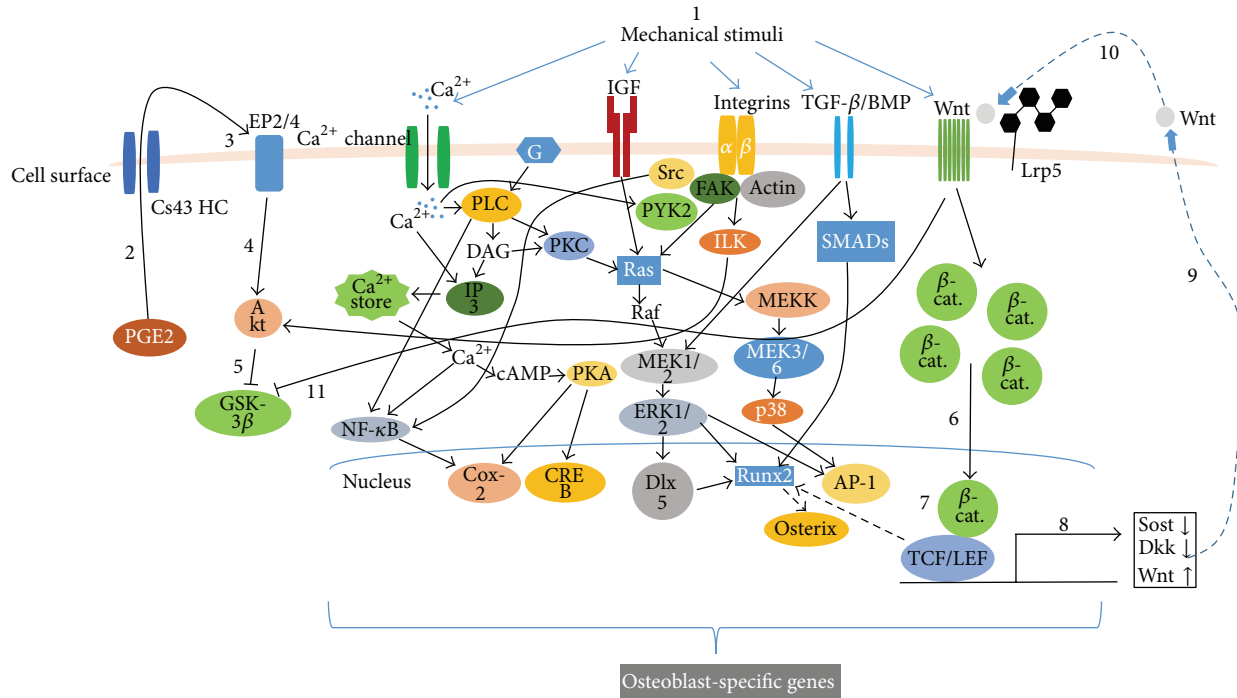 1
Mechanical stimuli
10
Ca²⁺
IGF
Integrins
TGF-β/BMP
Wnt
Wnt
3
EP2/4
Ca²⁺ channel
G
α
β
Cell surface
Src
Lrp5
Cs43 HC
Ca²⁺
PLC
PYK2
FAK
Actin
2
4
DAG
PKC
ILK
SMADs
9
Ca²⁺
store
IP
3
Ras
β-
cat.
β-
cat.
β-
cat.
β-
cat.
A
kt
Raf
MEKK
PGE2
5
11
Ca²⁺
cAMP
PKA
MEK1/
2
MEK3/
6
GSK-
3β
NF-κB
ERK1/
2
p38
6
Nucleus
Cox-
2
CRE
B
Dlx
5
Runx2
AP-1
7
β-
cat.
Osterix
TCF/LEF
8
Sost ↓
Dkk ↓
Wnt ↑
Osteoblast-specific genes